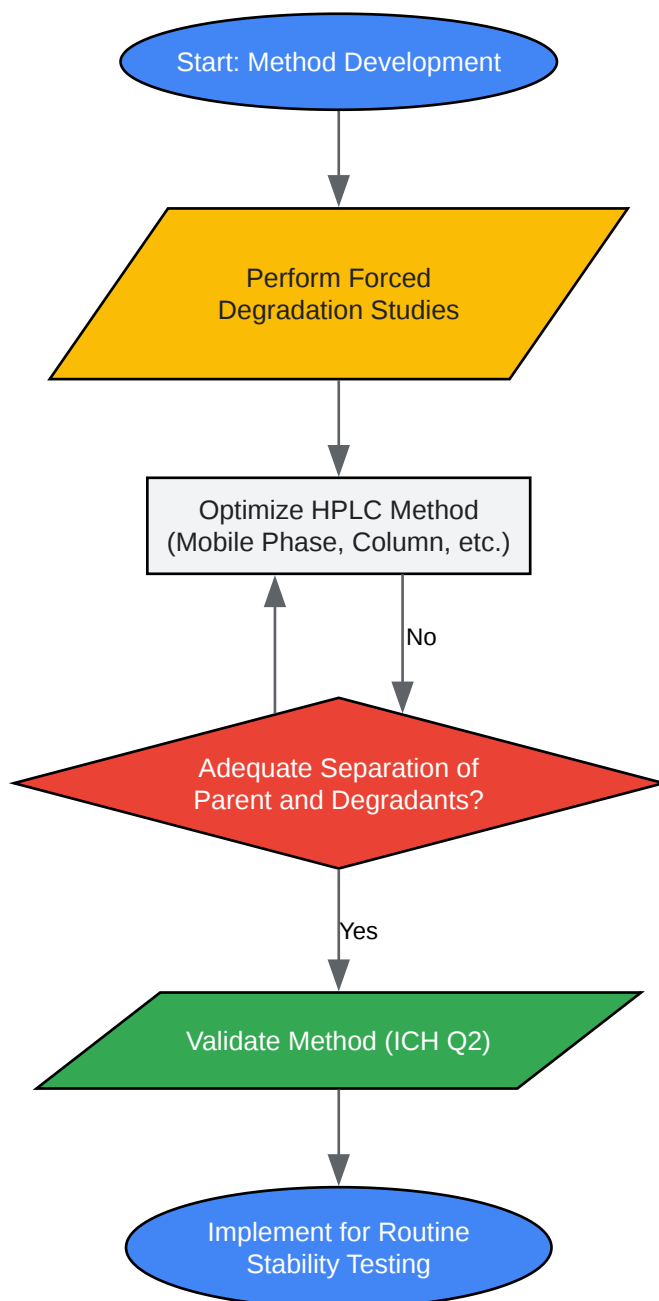 Start: Method Development
Perform Forced
Degradation Studies
Optimize HPLC Method
(Mobile Phase, Column, etc.)
No
Adequate Separation of
Parent and Degradants?
Yes
Validate Method (ICH Q2)
Implement for Routine
Stability Testing